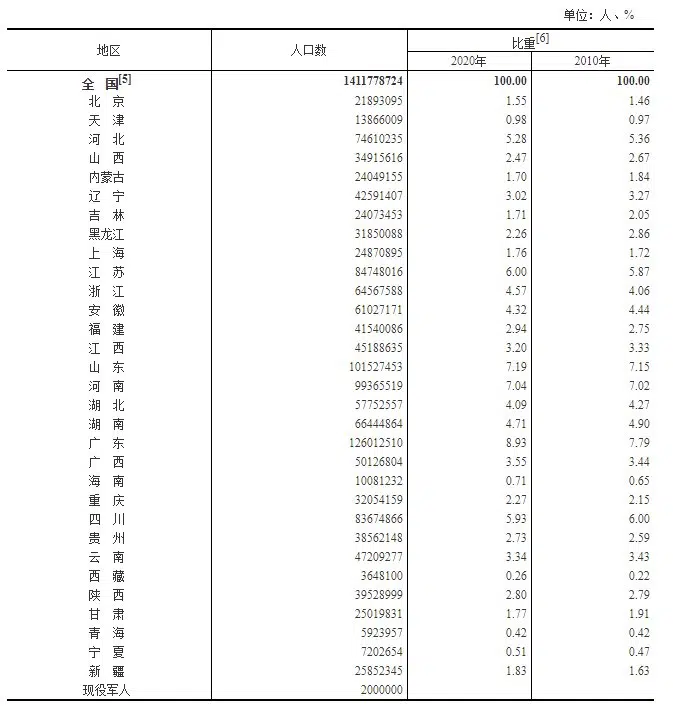 单位：人、%
地区 人口数 比重[6]
2020年 2010年
全 国[5] 1411778724 100.00 100.00
北 京 21893095 1.55 1.46
天 津 13866009 0.98 0.97
河 北 74610235 5.28 5.36
山 西 34915616 2.47 2.67
内蒙古 24049155 1.70 1.84
辽 宁 42591407 3.02 3.27
吉 林 24073453 1.71 2.05
黑龙江 31850088 2.26 2.86
上 海 24870895 1.76 1.72
江 苏 84748016 6.00 5.87
浙 江 64567588 4.57 4.06
安 徽 61027171 4.32 4.44
福 建 41540086 2.94 2.75
江 西 45188635 3.20 3.33
山 东 101527453 7.19 7.15
河 南 99365519 7.04 7.02
湖 北 57752557 4.09 4.27
湖 南 66444864 4.71 4.90
广 东 126012510 8.93 7.79
广 西 50126804 3.55 3.44
海 南 10081232 0.71 0.65
重 庆 32054159 2.27 2.15
四 川 83674866 5.93 6.00
贵 州 38562148 2.73 2.59
云 南 47209277 3.34 3.43
西 藏 3648100 0.26 0.22
陕 西 39528999 2.80 2.79
甘 肃 25019831 1.77 1.91
青 海 5923957 0.42 0.42
宁 夏 7202654 0.51 0.47
新 疆 25852345 1.83 1.63
现役军人 2000000